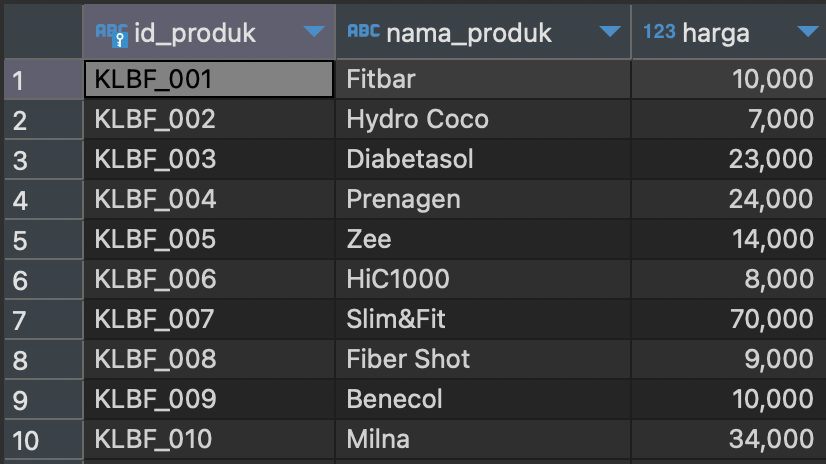 ABC id_produk ABC nama_produk 123 harga
1 KLBF_001 Fitbar 10,000
2 KLBF_002 Hydro Coco 7,000
3 KLBF_003 Diabetasol 23,000
4 KLBF_004 Prenagen 24,000
5 KLBF_005 Zee 14,000
6 KLBF_006 HiC1000 8,000
7 KLBF_007 Slim&Fit 70,000
8 KLBF_008 Fiber Shot 9,000
9 KLBF_009 Benecol 10,000
10 KLBF_010 Milna 34,000